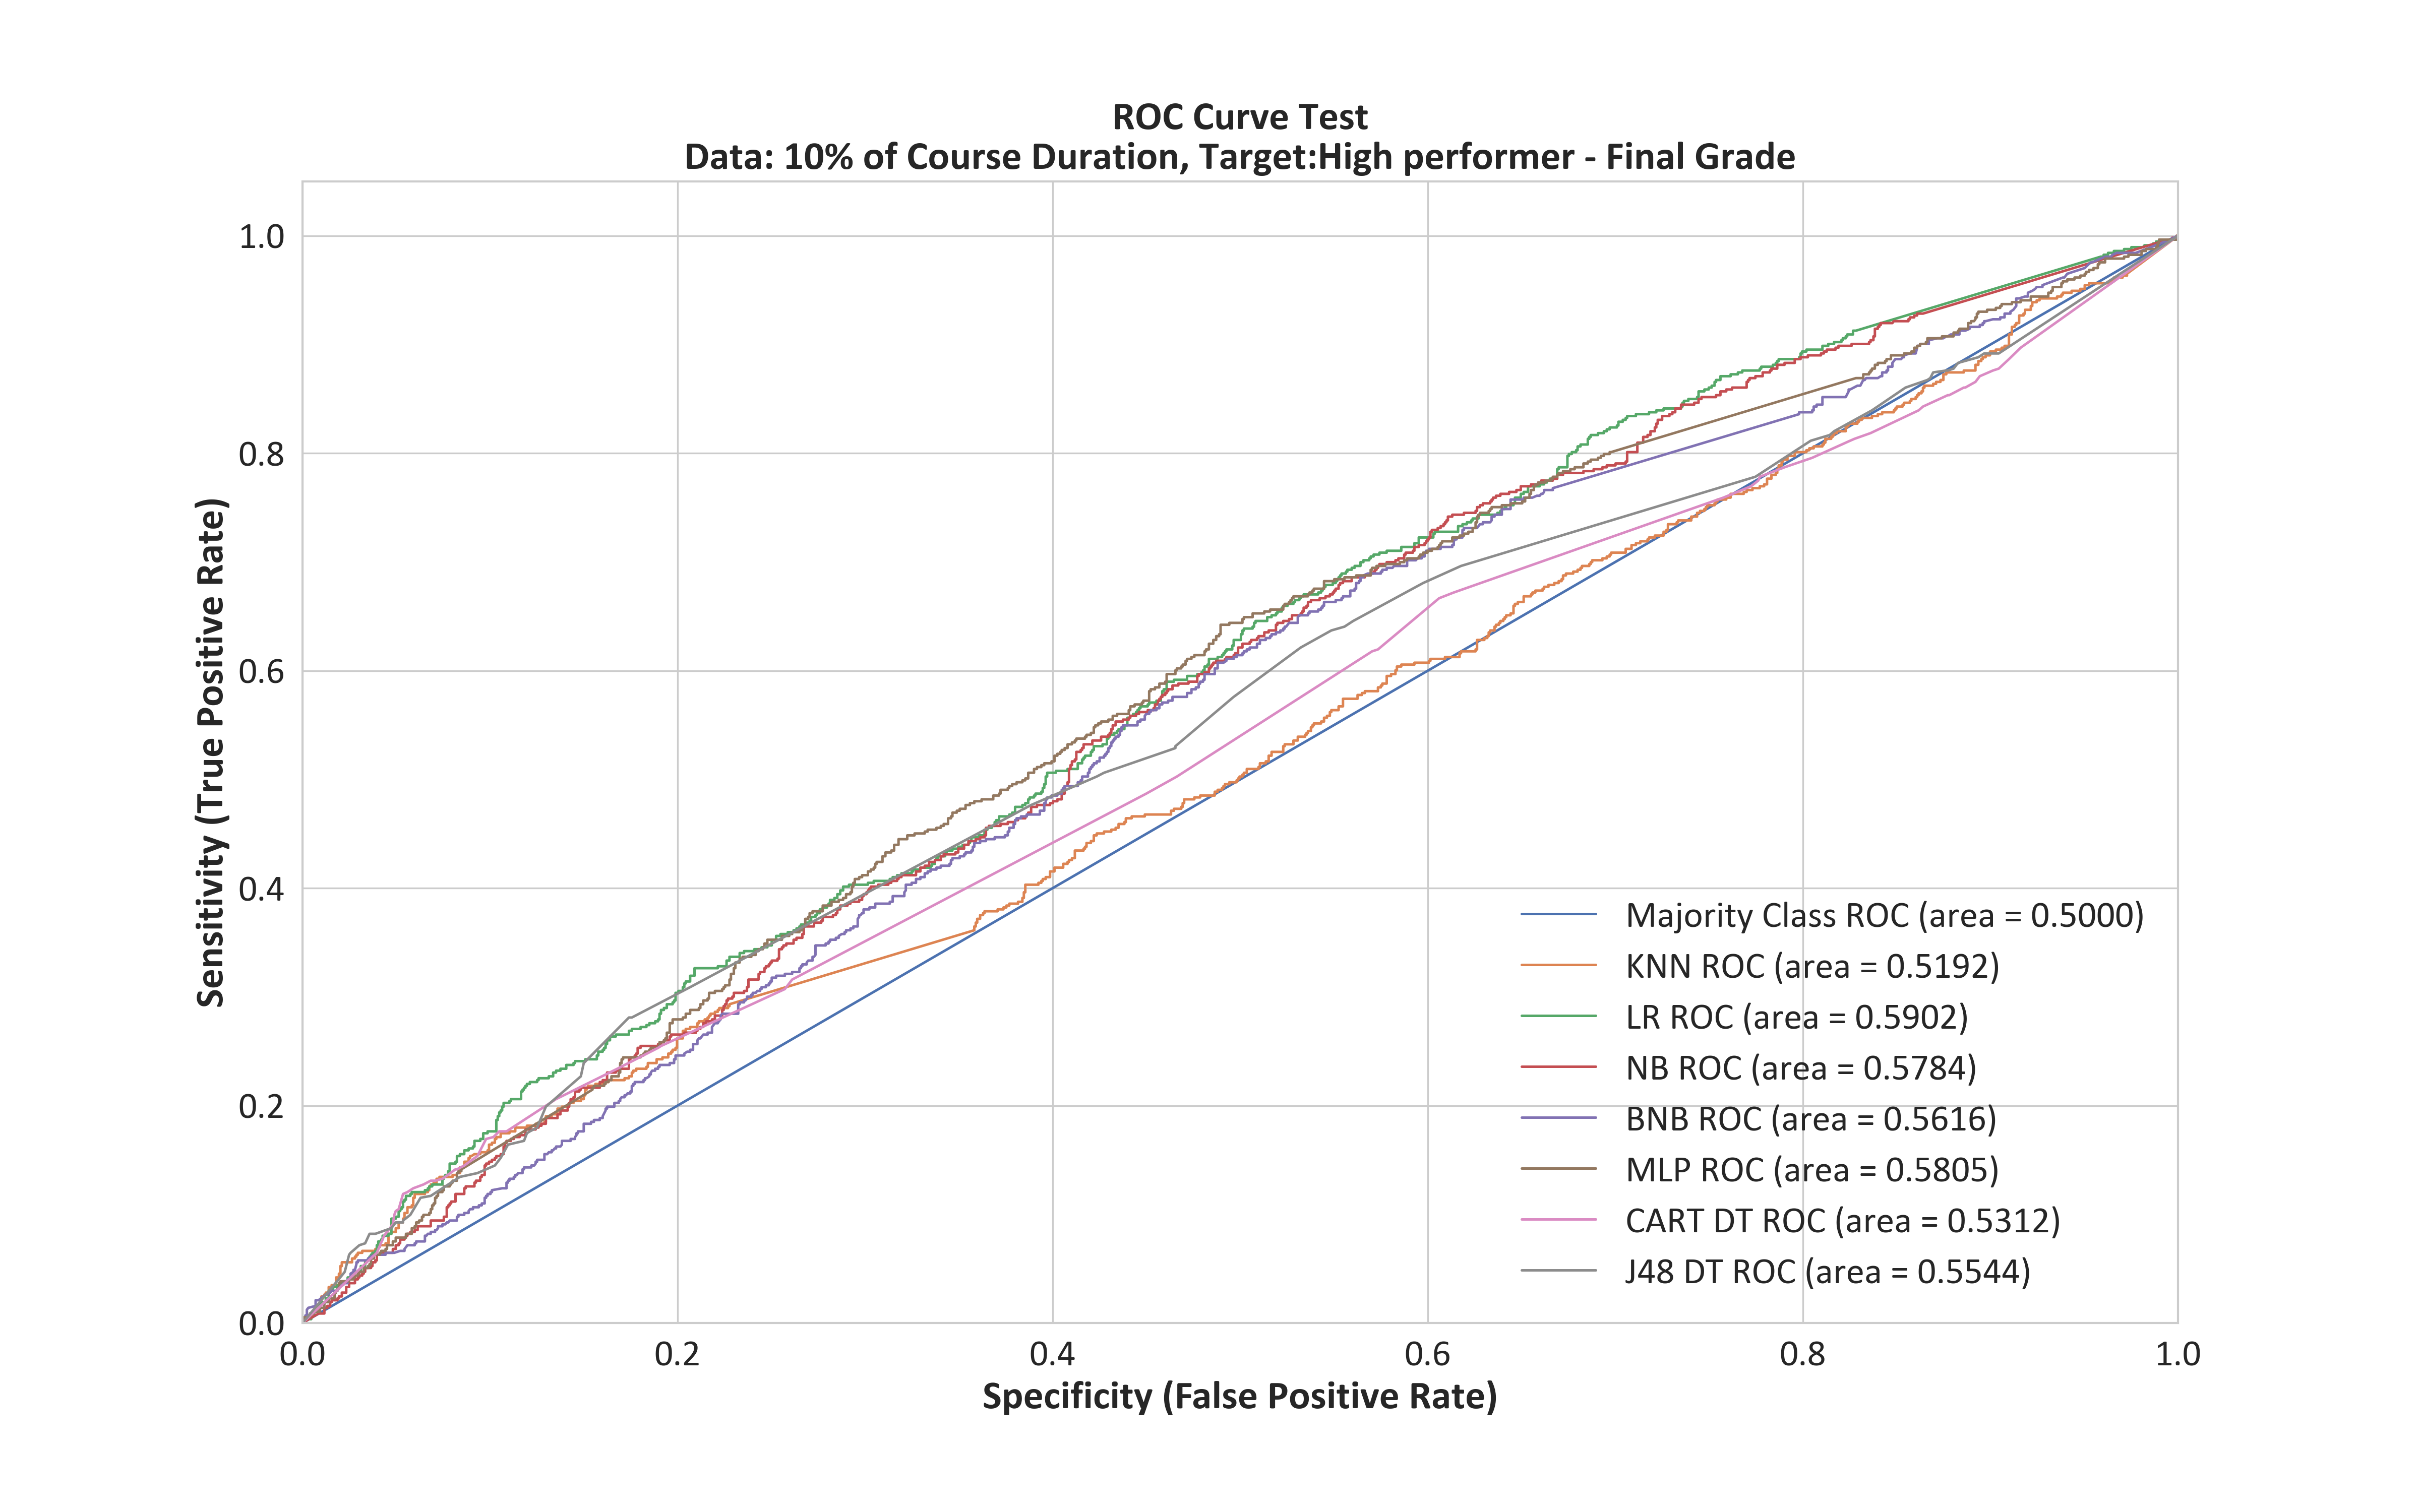 ROC Curve Test
Data: 10% of Course Duration, Target:High performer - Final Grade
Sensitivity (True Positive Rate)
1.0
0.8
0.6
0.4
0.2
0.0
Majority Class ROC (area = 0.5000)
KNN ROC (area = 0.5192)
LR ROC (area = 0.5902)
NB ROC (area = 0.5784)
BNB ROC (area = 0.5616)
MLP ROC (area = 0.5805)
CART DT ROC (area = 0.5312)
J48 DT ROC (area = 0.5544)
0.0 0.2 0.4 0.6 0.8 1.0
Specificity (False Positive Rate)